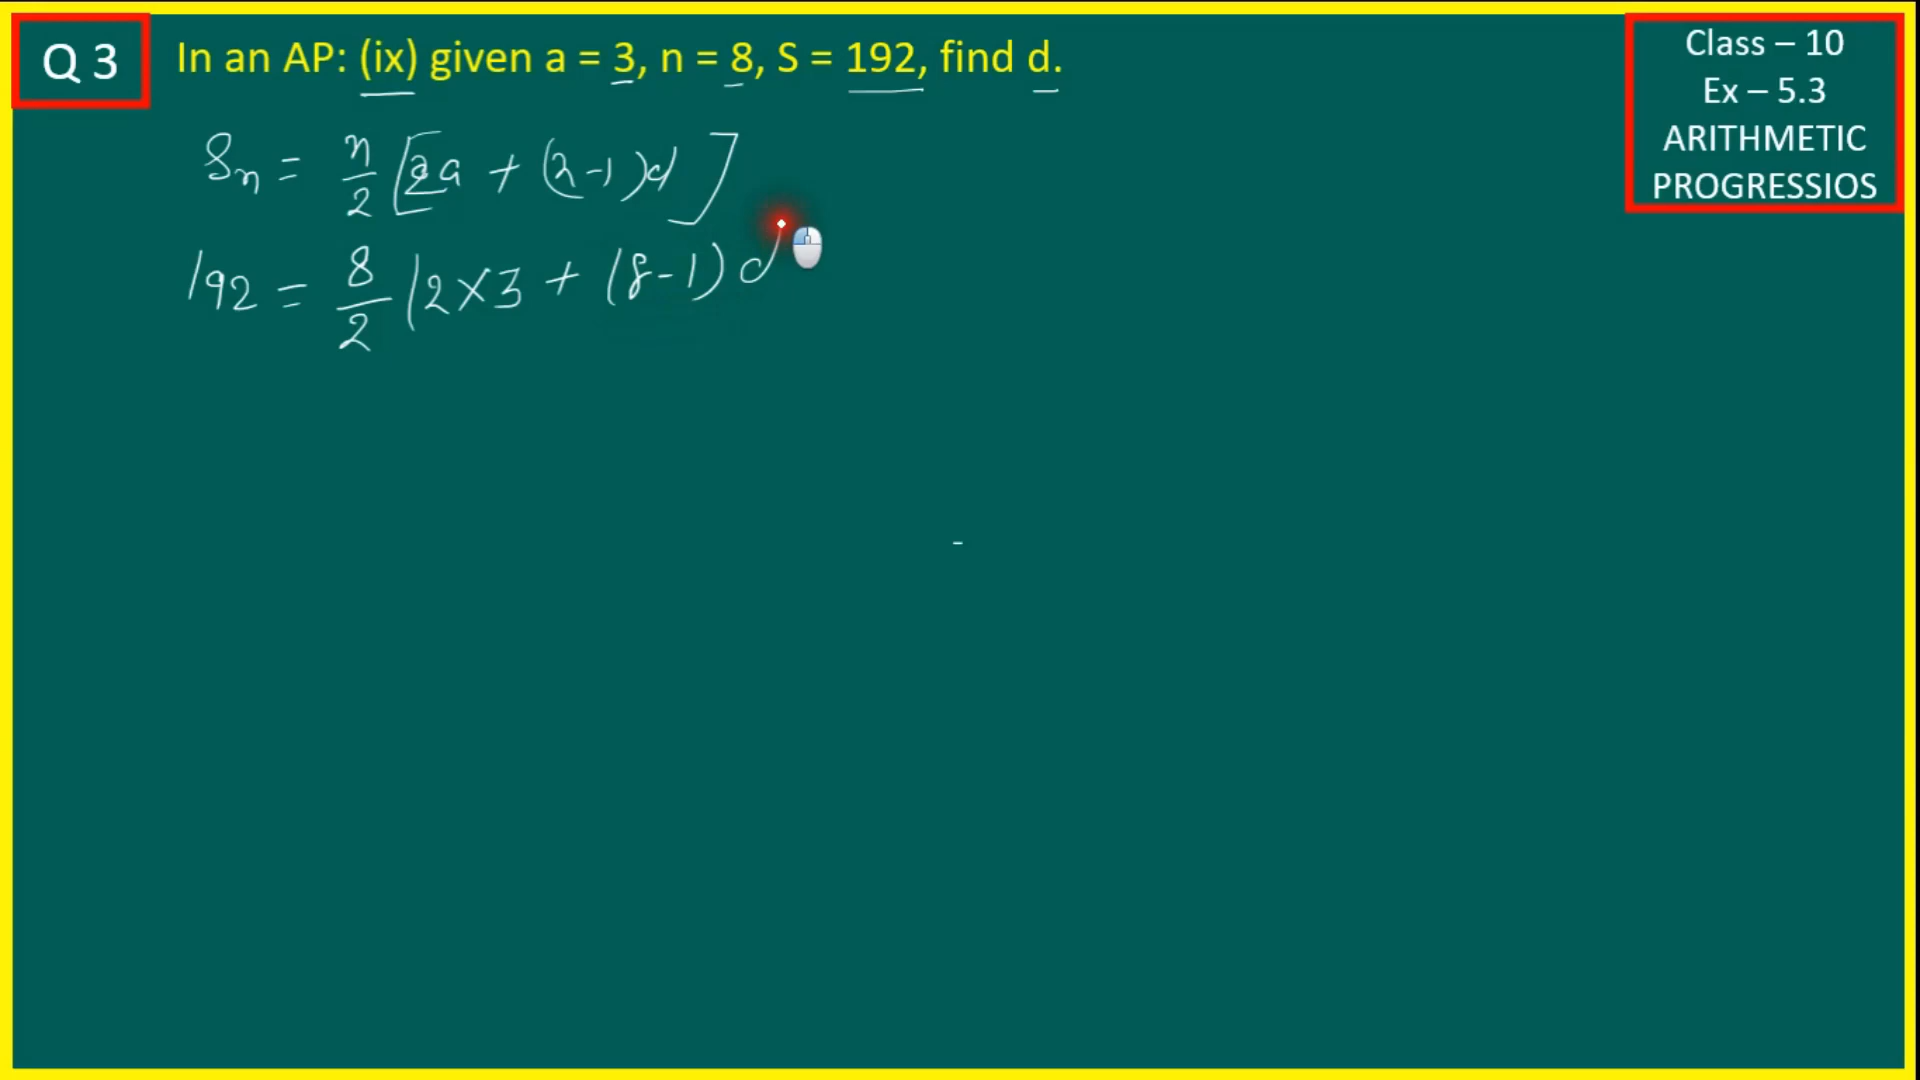 Q 3
In an AP: (ix) given a = 3, n = 8, S = 192, find d.
Class – 10
Ex – 5.3
ARITHMETIC
PROGRESSIOS
Sn = n/2 [2a + (n-1)d]
192 = 8/2 (2×3 + (8-1)d